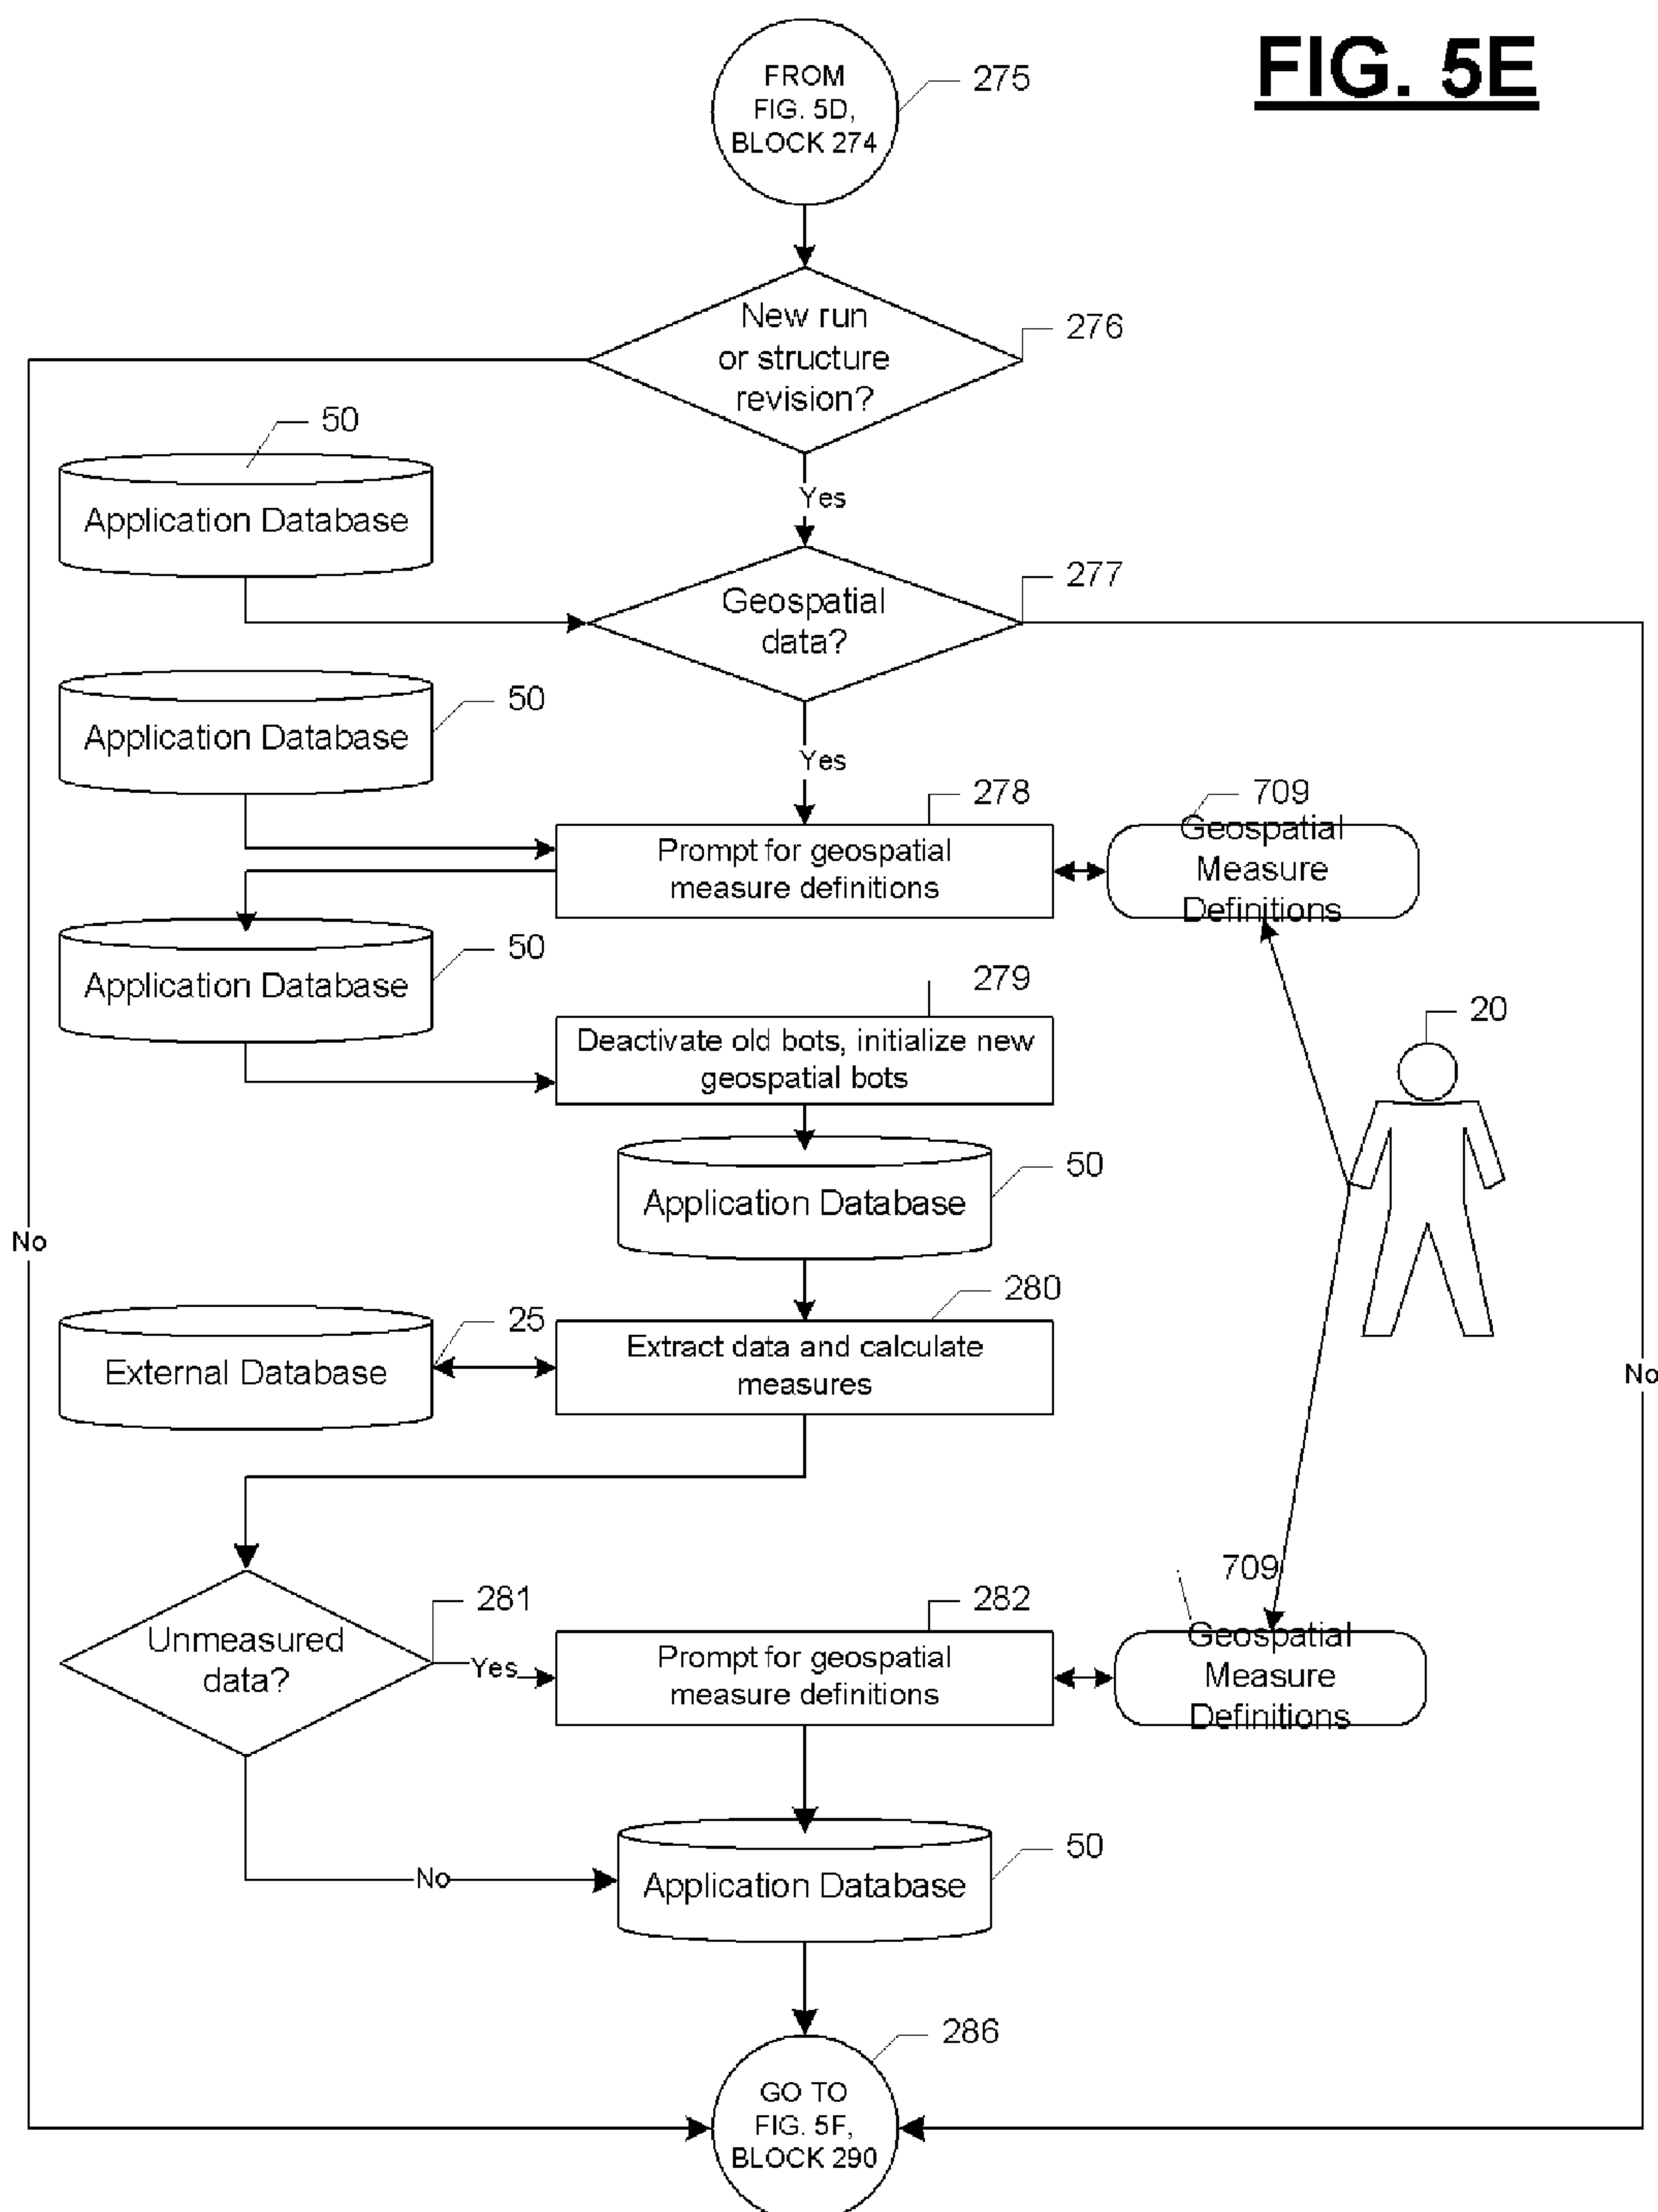 FIG. 5E
FROM
FIG. 5D,
BLOCK 274
275
New run
or structure
revision?
276
50
Application Database
Yes
Geospatial
data?
277
50
Application Database
Yes
278
Prompt for geospatial
measure definitions
709
Geospatial
Measure
Definitions
50
Application Database
279
Deactivate old bots, initialize new
geospatial bots
20
50
Application Database
No
280
Extract data and calculate
measures
25
External Database
No
281
Unmeasured
data?
Yes
282
Prompt for geospatial
measure definitions
709
Geospatial
Measure
Definitions
50
Application Database
No
286
GO TO
FIG. 5F,
BLOCK 290